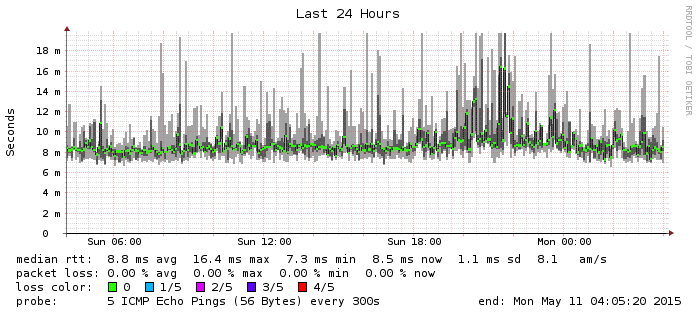 Last 24 Hours
RRDTOOL / TOBI OETIKER
Seconds
18 m
16 m
14 m
12 m
10 m
8 m
6 m
4 m
2 m
0
Sun 06:00 Sun 12:00 Sun 18:00 Mon 00:00
median rtt: 8.8 ms avg 16.4 ms max 7.3 ms min 8.5 ms now 1.1 ms sd 8.1 am/s
packet loss: 0.00 % avg 0.00 % max 0.00 % min 0.00 % now
loss color: 0 1/5 2/5 3/5 4/5
probe: 5 ICMP Echo Pings (56 Bytes) every 300s end: Mon May 11 04:05:20 2015